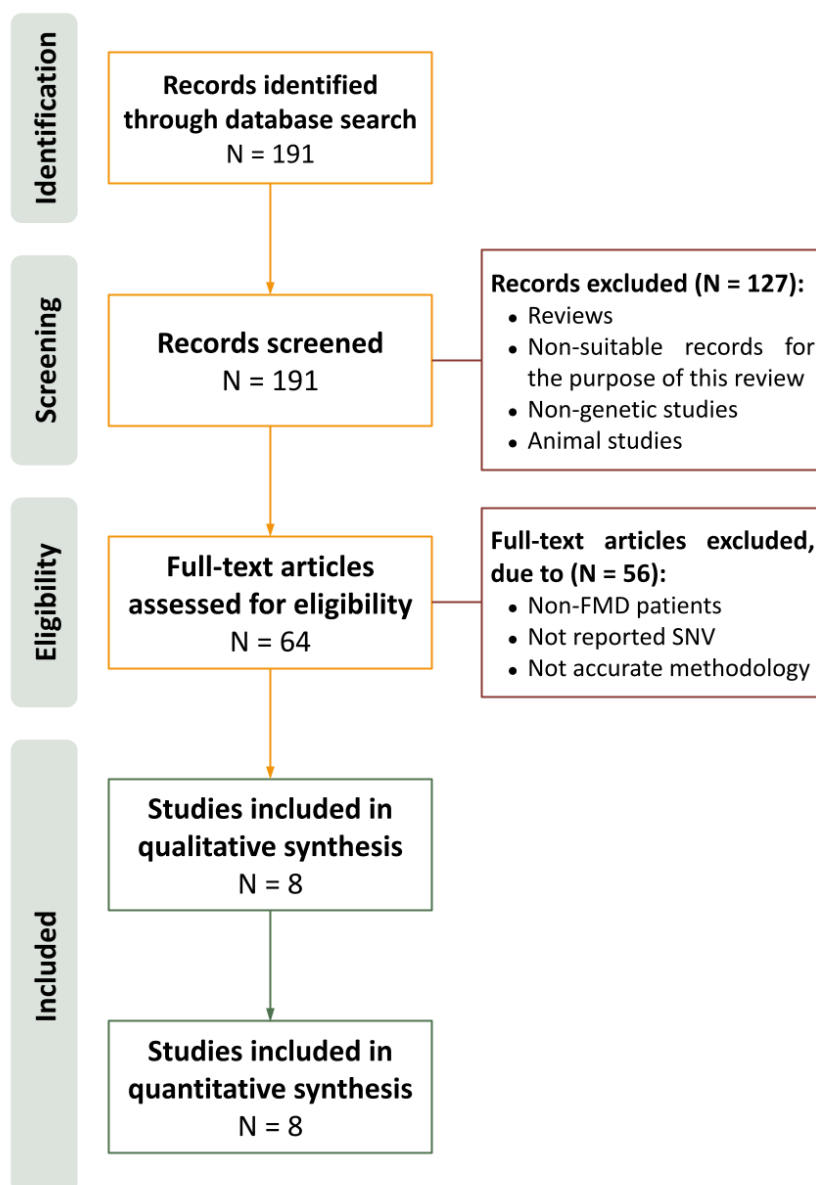 Identification
Records identified
through database search
N = 191
Screening
Records screened
N = 191
Records excluded (N = 127):
• Reviews
• Non-suitable records for
the purpose of this review
• Non-genetic studies
• Animal studies
Eligibility
Full-text articles
assessed for eligibility
N = 64
Full-text articles excluded,
due to (N = 56):
• Non-FMD patients
• Not reported SNV
• Not accurate methodology
Included
Studies included in
qualitative synthesis
N = 8
Studies included in
quantitative synthesis
N = 8